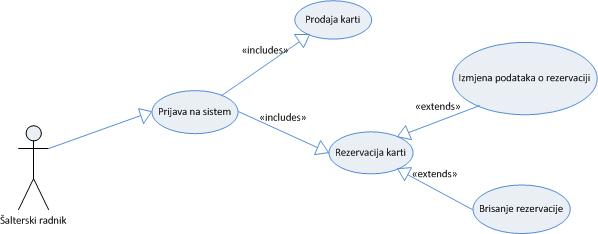 Prodaja karti
«includes»
Izmjena podataka o rezervaciji
Prijava na sistem
«extends»
«includes»
Rezervacija karti
«extends»
Šalterski radnik
Brisanje rezervacije